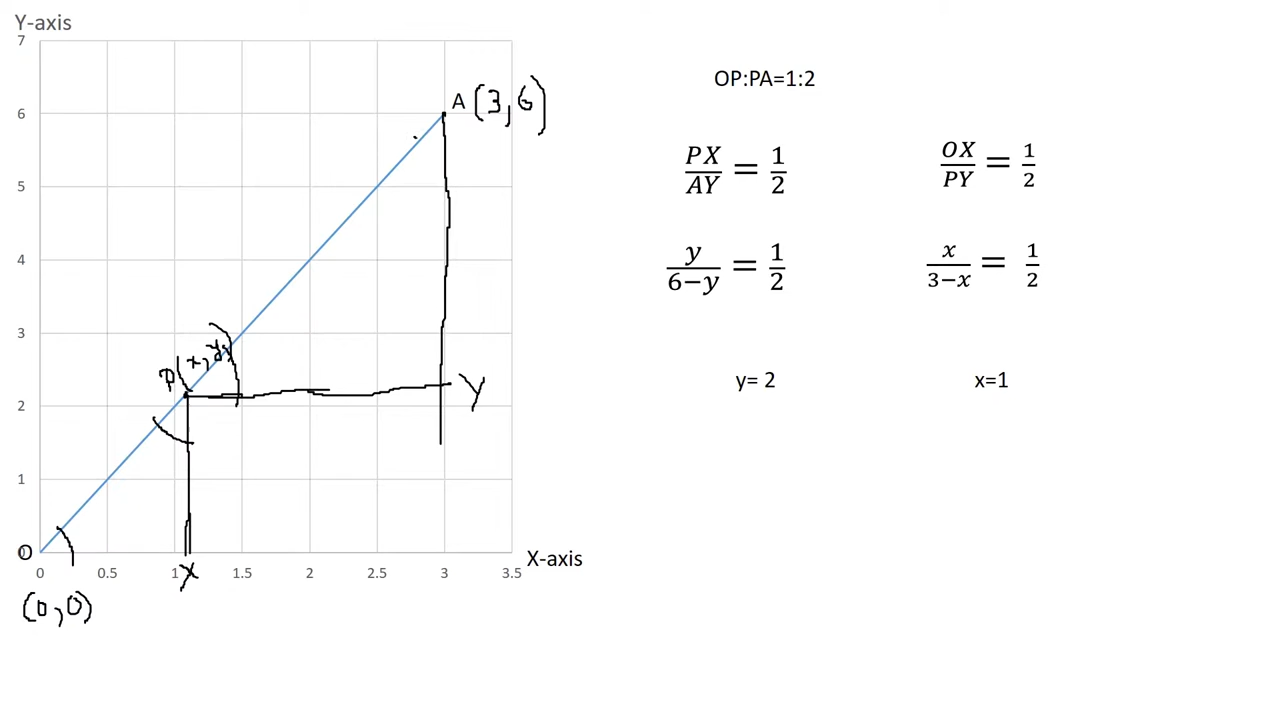 Y-axis
7
6
5
4
3
2
1
0
O
0 0.5 1 1.5 2 2.5 3 3.5
X-axis
(0,0)
A (3,6)
P(x,y)
Y
X
OP:PA=1:2
PX/AY = 1/2
OX/PY = 1/2
y/6−y = 1/2
x/3−x = 1/2
y= 2
x=1